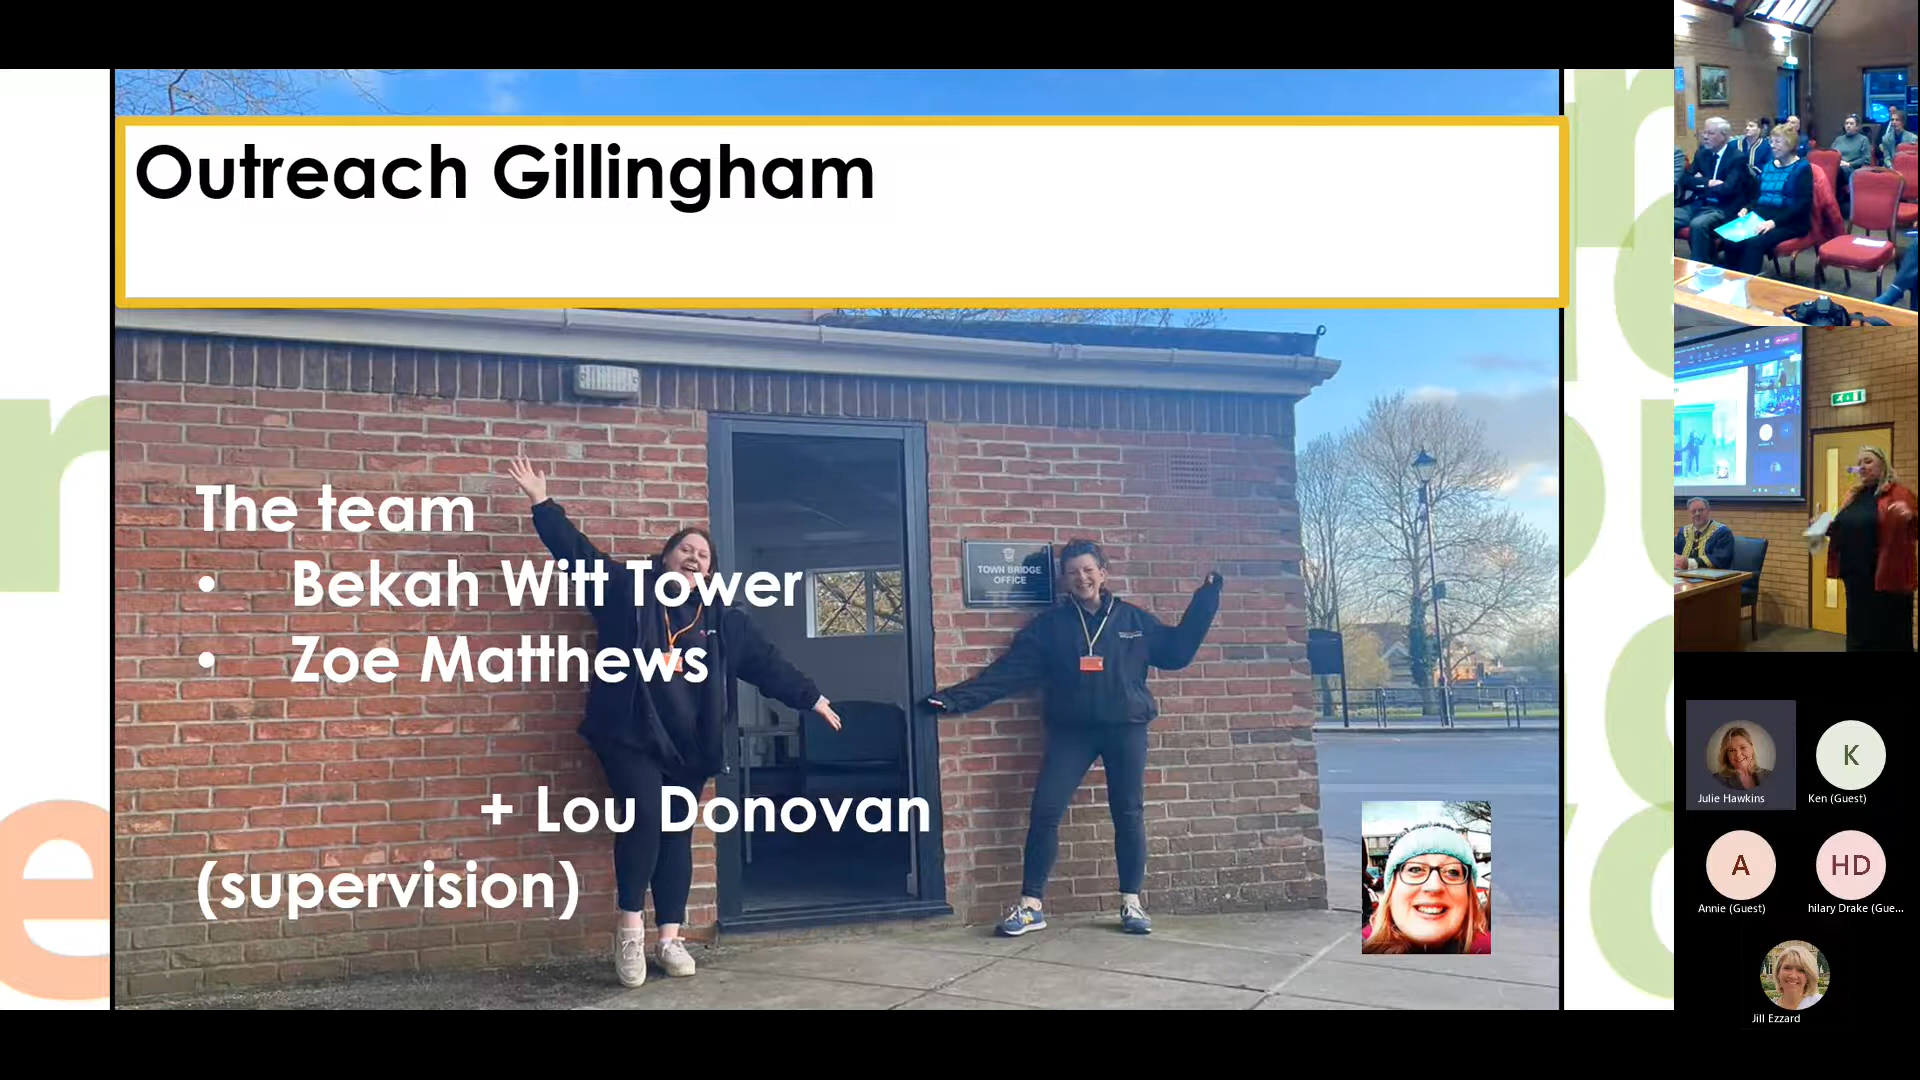 Outreach Gillingham
The team
• Bekah Witt Tower
• Zoe Matthews
+ Lou Donovan
(supervision)
TOWN BRIDGE
OFFICE
Julie Hawkins
K
Ken (Guest)
A
Annie (Guest)
HD
hilary Drake (Gue...
Jill Ezzard